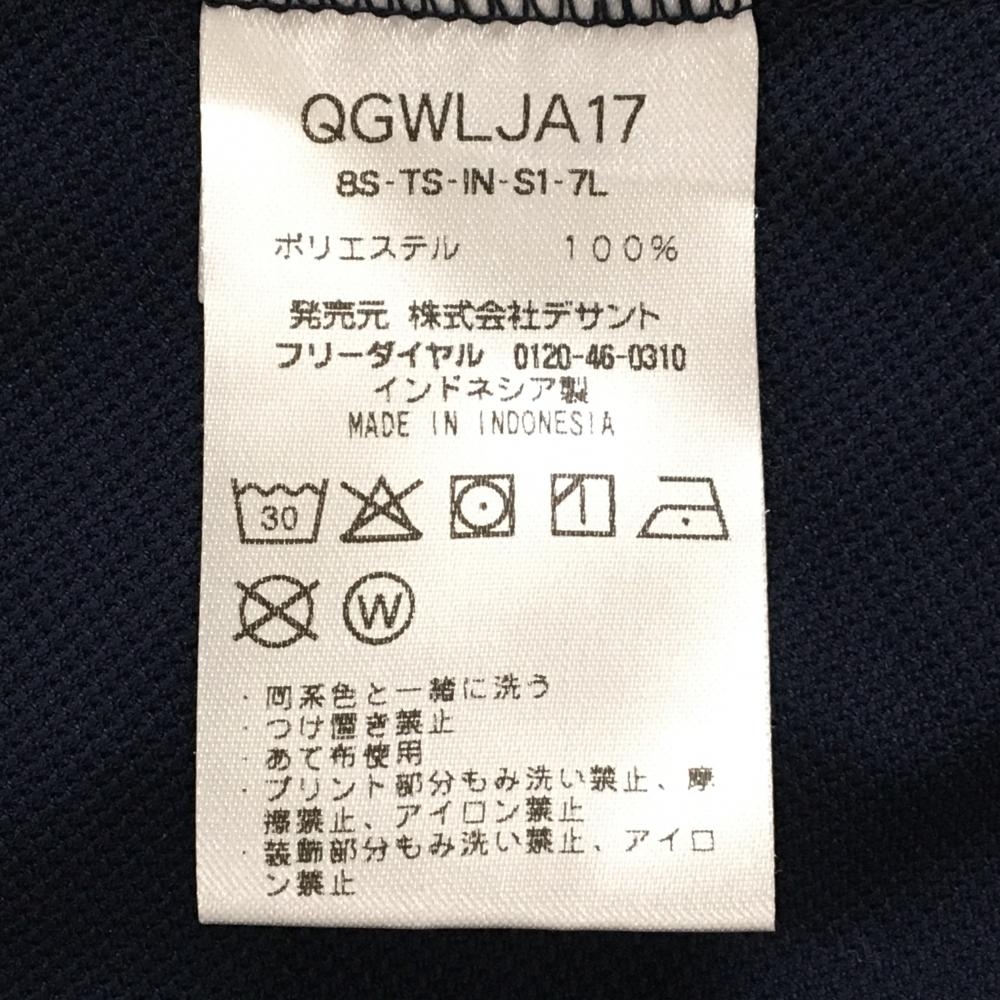 QGWLJA17
8S-TS-IN-S1-7L
ポリエステル 100%
発売元 株式会社デサント
フリーダイヤル 0120-46-0310
インドネシア製
MADE IN INDONESIA
30
W
・同系色と一緒に洗う
・つけ置き禁止
・あて布使用
・プリント部分もみ洗い禁止、摩
擦禁止、アイロン禁止
・装飾部分もみ洗い禁止、アイロ
ン禁止